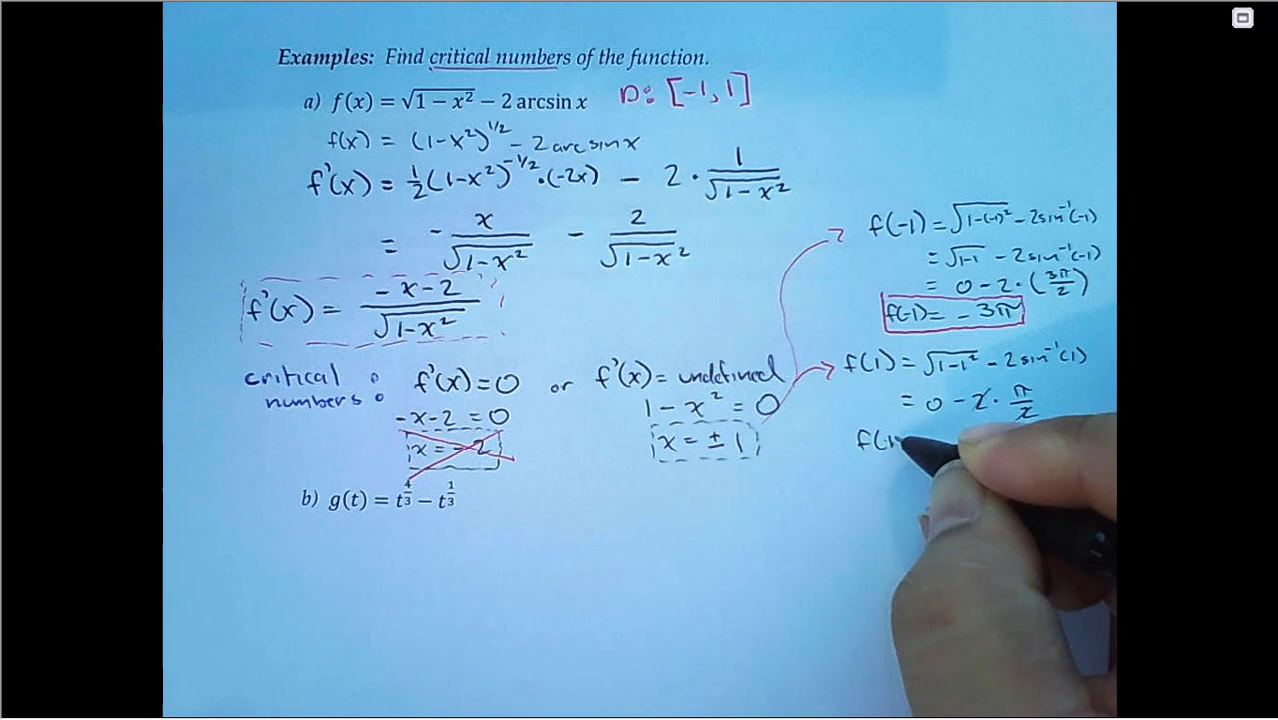 Examples: Find critical numbers of the function.
a) f(x) = √(1 − x²) − 2 arcsin x   D: [-1, 1]
f(x) = (1-x²)^(1/2) - 2 arcsin x
f'(x) = 1/2 (1-x²)^(-1/2) · (-2x) - 2 · 1/√(1-x²)
= - x/√(1-x²) - 2/√(1-x²)
f'(x) = (-x-2)/√(1-x²)
critical numbers : f'(x) = 0 or f'(x) = undefined
-x-2 = 0
x = -2
1 - x² = 0
x = ± 1
f(-1) = √(1-(-1)²) - 2sin⁻¹(-1)
= √(1-1) - 2sin⁻¹(-1)
= 0 - 2 · (3π/2)
f(-1) = - 3π
f(1) = √(1-1²) - 2sin⁻¹(1)
= 0 - 2 · π/2
f(1
b) g(t) = t^(4/3) − t^(1/3)